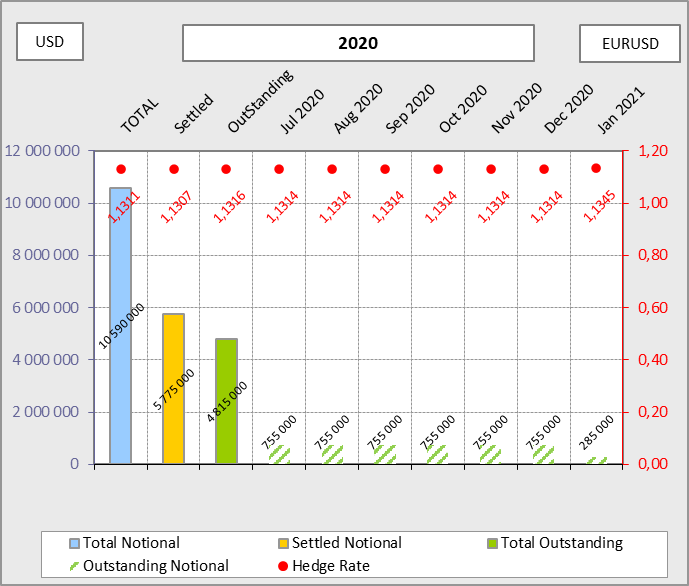 USD
2020
EURUSD
TOTAL
Settled
OutStanding
Jul 2020
Aug 2020
Sep 2020
Oct 2020
Nov 2020
Dec 2020
Jan 2021
12 000 000
10 000 000
8 000 000
6 000 000
4 000 000
2 000 000
0
1,1311
1,1307
1,1316
1,1314
1,1314
1,1314
1,1314
1,1314
1,1314
1,1345
10 590 000
5 775 000
4 815 000
755 000
755 000
755 000
755 000
755 000
755 000
285 000
1,20
1,00
0,80
0,60
0,40
0,20
0,00
Total Notional
Settled Notional
Total Outstanding
Outstanding Notional
Hedge Rate